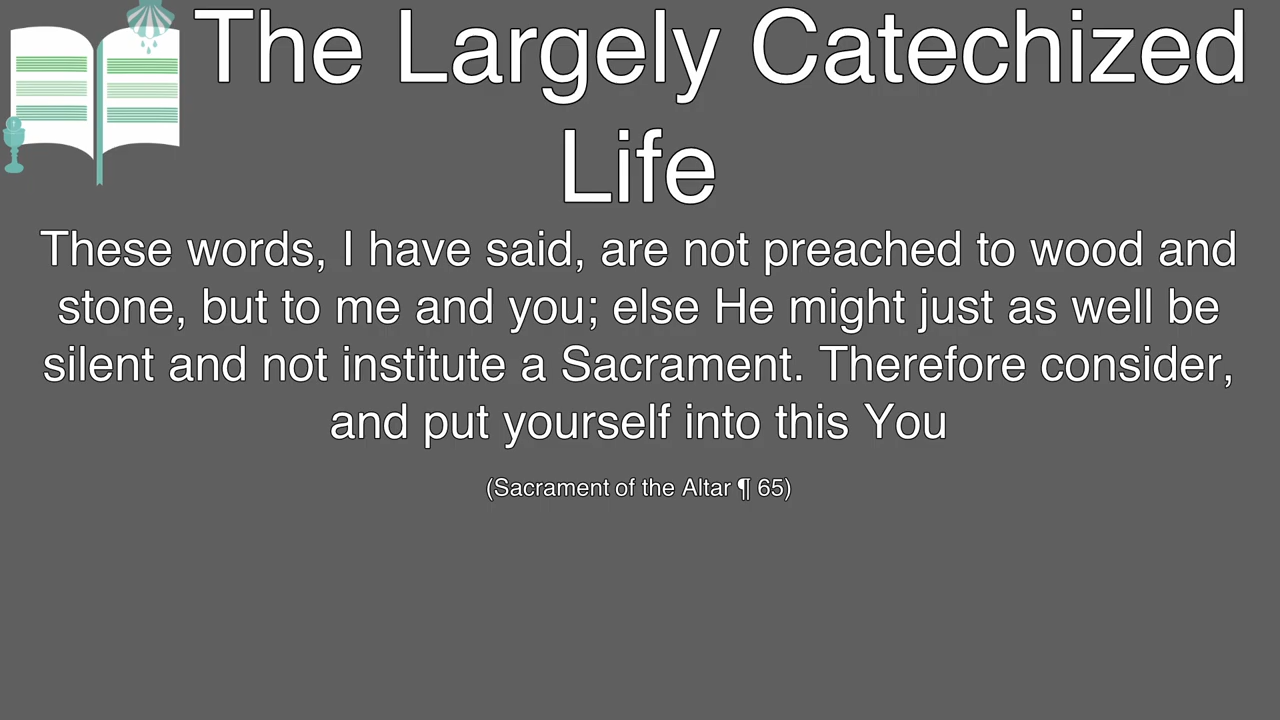 The Largely Catechized
Life
These words, I have said, are not preached to wood and
stone, but to me and you; else He might just as well be
silent and not institute a Sacrament. Therefore consider,
and put yourself into this You
(Sacrament of the Altar ¶ 65)